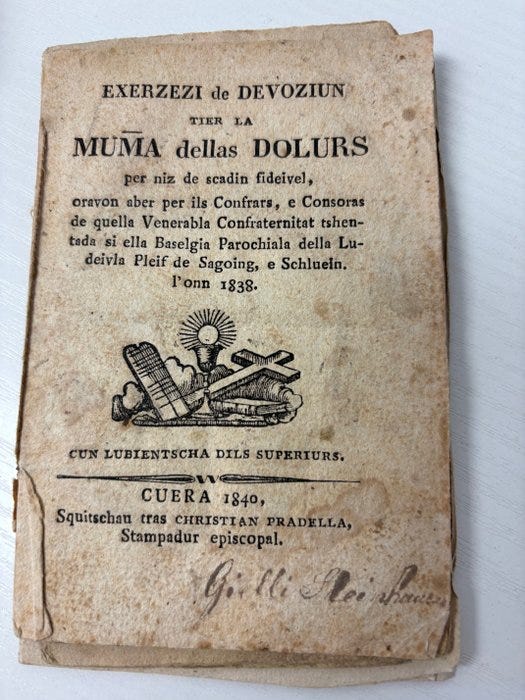 EXERZEZI de DEVOZIUN
TIER LA
MUM̅A dellas DOLURS
per niz de scadin fideivel,
oravon aber per ils Confrars, e Consoras
de quella Venerabla Confraternitat tshen-
tada si ella Baselgia Parochiala della Lu-
deivla Pleif de Sagoing, e Schluein.
l'onn 1838.
CUN LUBIENTSCHA DILS SUPERIURS.
CUERA 1840,
Squitschau tras CHRISTIAN PRADELLA,
Stampadur episcopal.